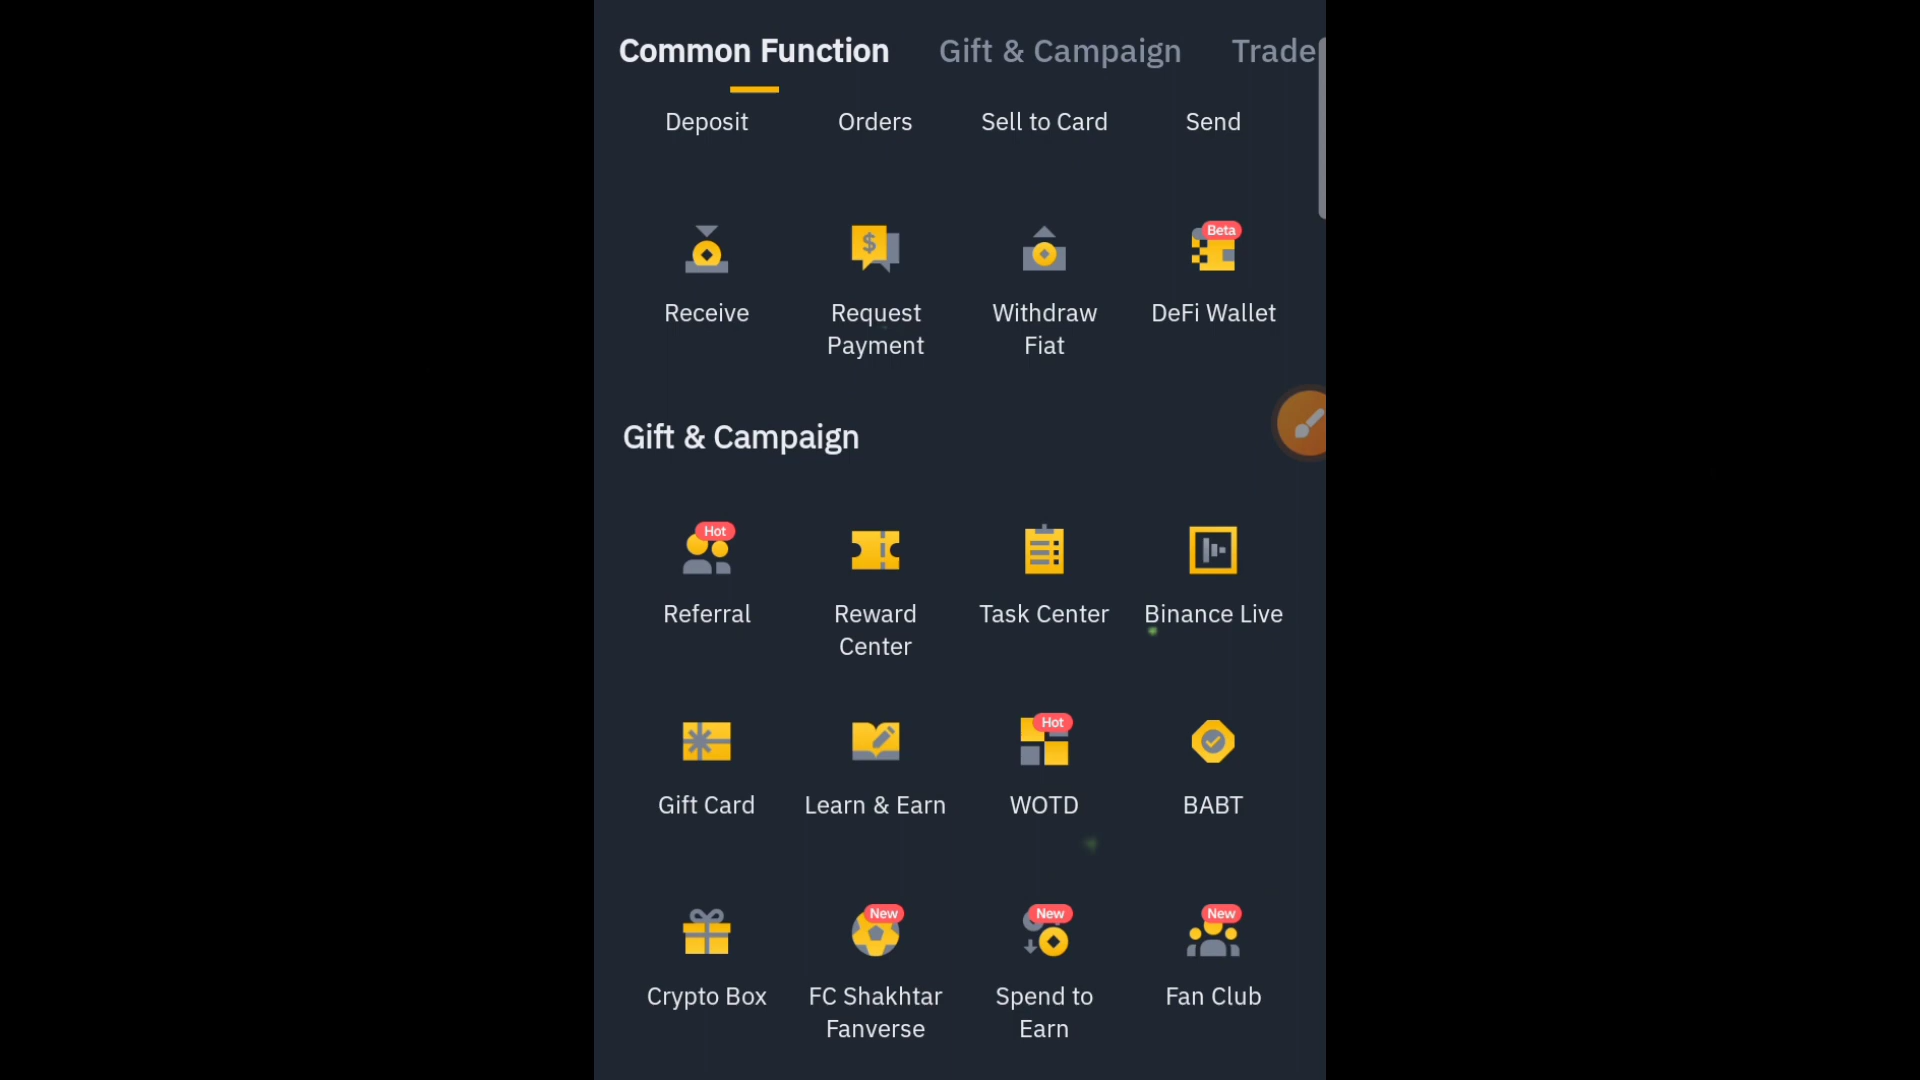 Common Function Gift & Campaign Trade
Deposit Orders Sell to Card Send
Beta
Receive Request Withdraw DeFi Wallet
Payment Fiat
Gift & Campaign
Hot
Referral Reward Task Center Binance Live
Center
Hot
Gift Card Learn & Earn WOTD BABT
New New New
Crypto Box FC Shakhtar Spend to Fan Club
Fanverse Earn